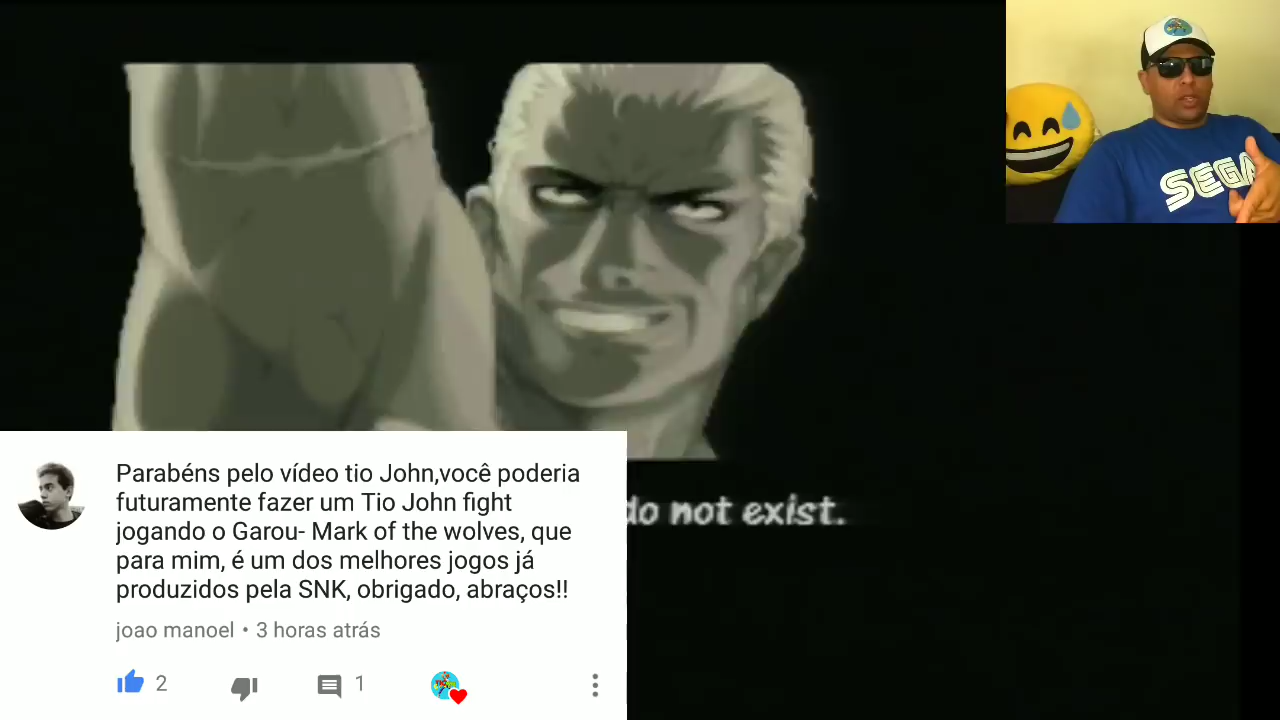 SEGA
Parabéns pelo vídeo tio John,você poderia
futuramente fazer um Tio John fight
jogando o Garou- Mark of the wolves, que
para mim, é um dos melhores jogos já
produzidos pela SNK, obrigado, abraços!!
joao manoel • 3 horas atrás
2
1
do not exist.